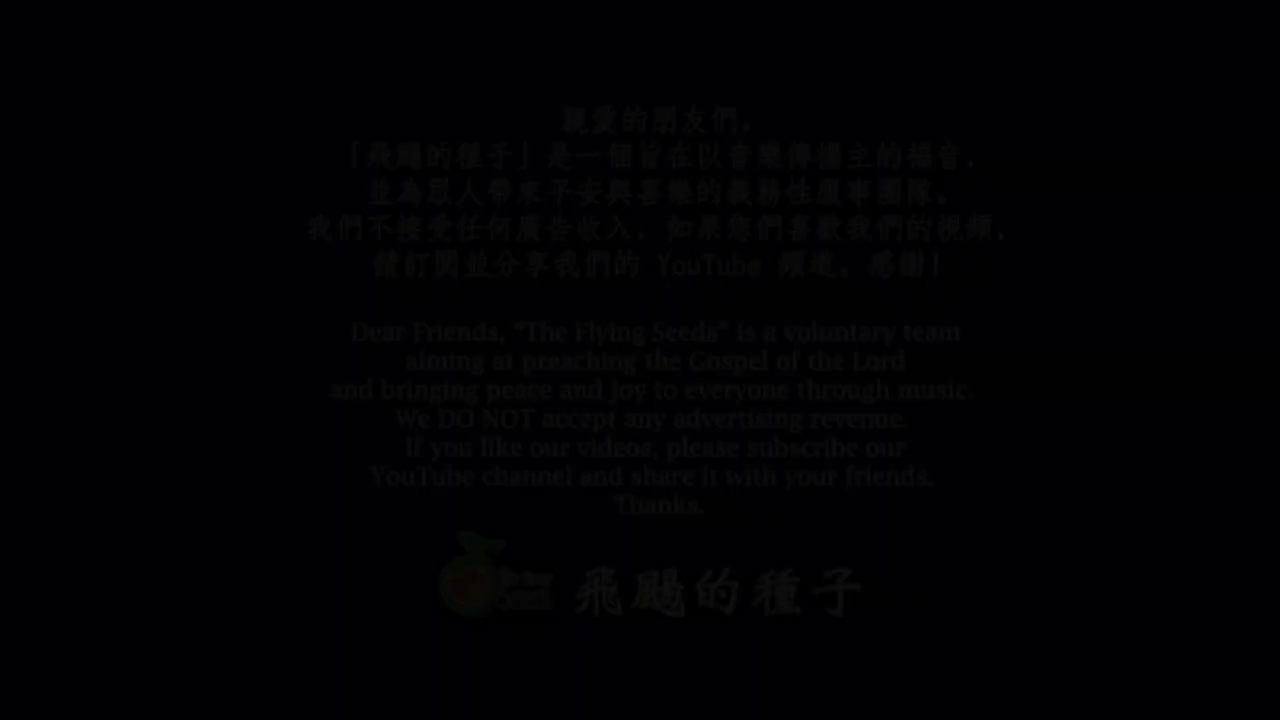 親愛的朋友們，
「飛颺的種子」是一個旨在以音樂傳揚主的福音，
並為眾人帶來平安與喜樂的義務性事團隊。
我們不接受任何廣告收入，如果您們喜歡我們的視頻，
請訂閱並分享我們的 YouTube 頻道。感謝！
Dear Friends, "The Flying Seeds" is a voluntary team
aiming at preaching the Gospel of the Lord
and bringing peace and joy to everyone through music.
We DO NOT accept any advertising revenue.
If you like our videos, please subscribe our
YouTube channel and share it with your friends.
Thanks.
飛颺的種子